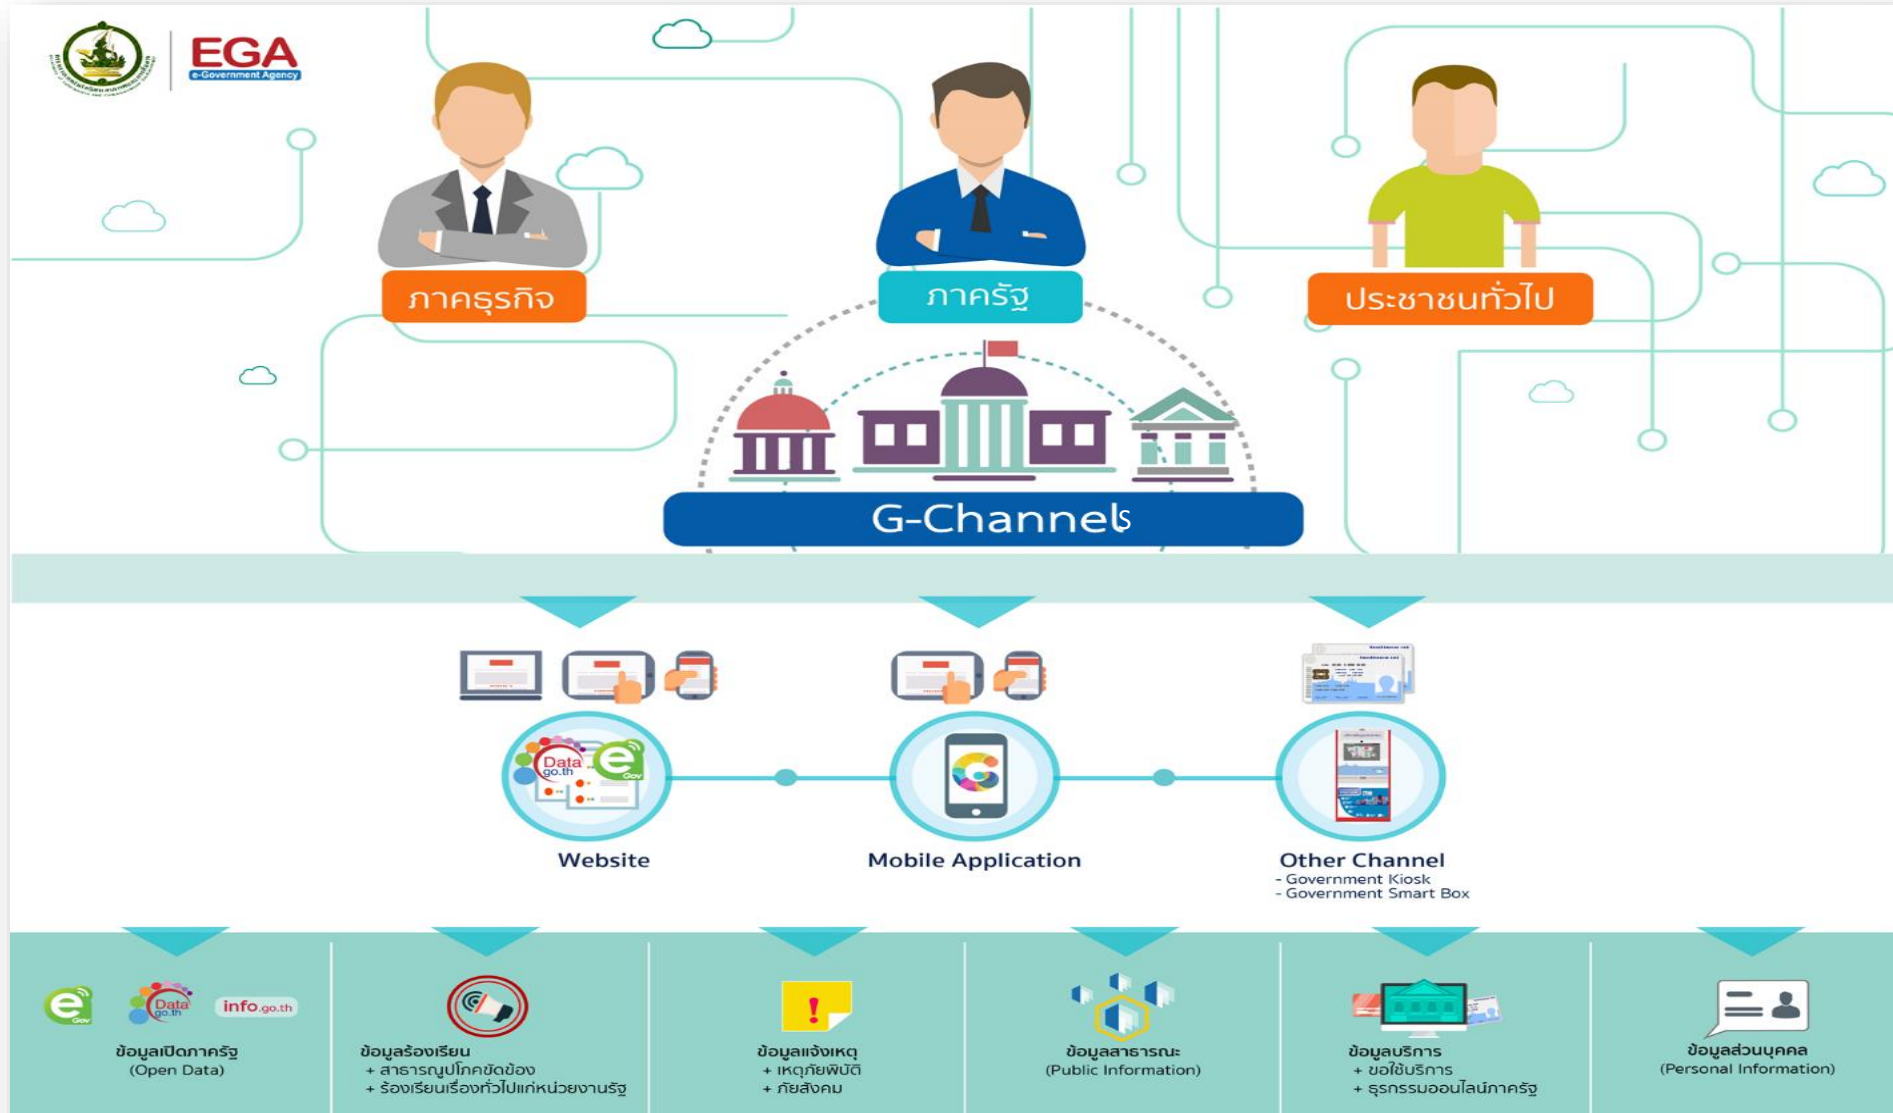 EGA
e-Government Agency
ภาคธุรกิจ
ภาครัฐ
ประชาชนทั่วไป
G-Channels
Data
go.th
e
Gov
Website
Mobile Application
Other Channel
- Government Kiosk
- Government Smart Box
e
Gov
Data
go.th
info.go.th
ข้อมูลเปิดภาครัฐ
(Open Data)
ข้อมูลร้องเรียน
+ สาธารณูปโภคขัดข้อง
+ ร้องเรียนเรื่องทั่วไปแก่หน่วยงานรัฐ
!
ข้อมูลแจ้งเหตุ
+ เหตุภัยพิบัติ
+ ภัยสังคม
ข้อมูลสาธารณะ
(Public Information)
ข้อมูลบริการ
+ ขอใช้บริการ
+ ธุรกรรมออนไลน์ภาครัฐ
ข้อมูลส่วนบุคคล
(Personal Information)